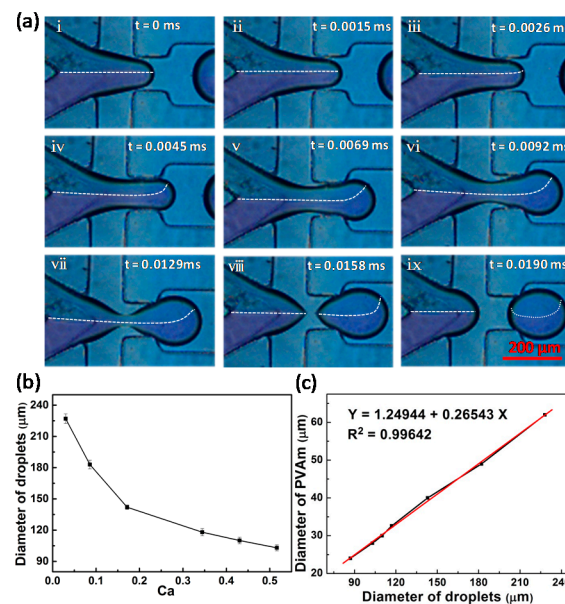 (a)
i t = 0 ms
ii t = 0.0015 ms
iii t = 0.0026 ms
iv t = 0.0045 ms
v t = 0.0069 ms
vi t = 0.0092 ms
vii t = 0.0129ms
viii t = 0.0158 ms
ix t = 0.0190 ms
200 μm
(b)
Diameter of droplets (μm)
240
210
180
150
120
90
0.0 0.1 0.2 0.3 0.4 0.5
Ca
(c)
Y = 1.24944 + 0.26543 X
R² = 0.99642
Diameter of PVAm (μm)
60
50
40
30
20
90 120 150 180 210 240
Diameter of droplets (μm)